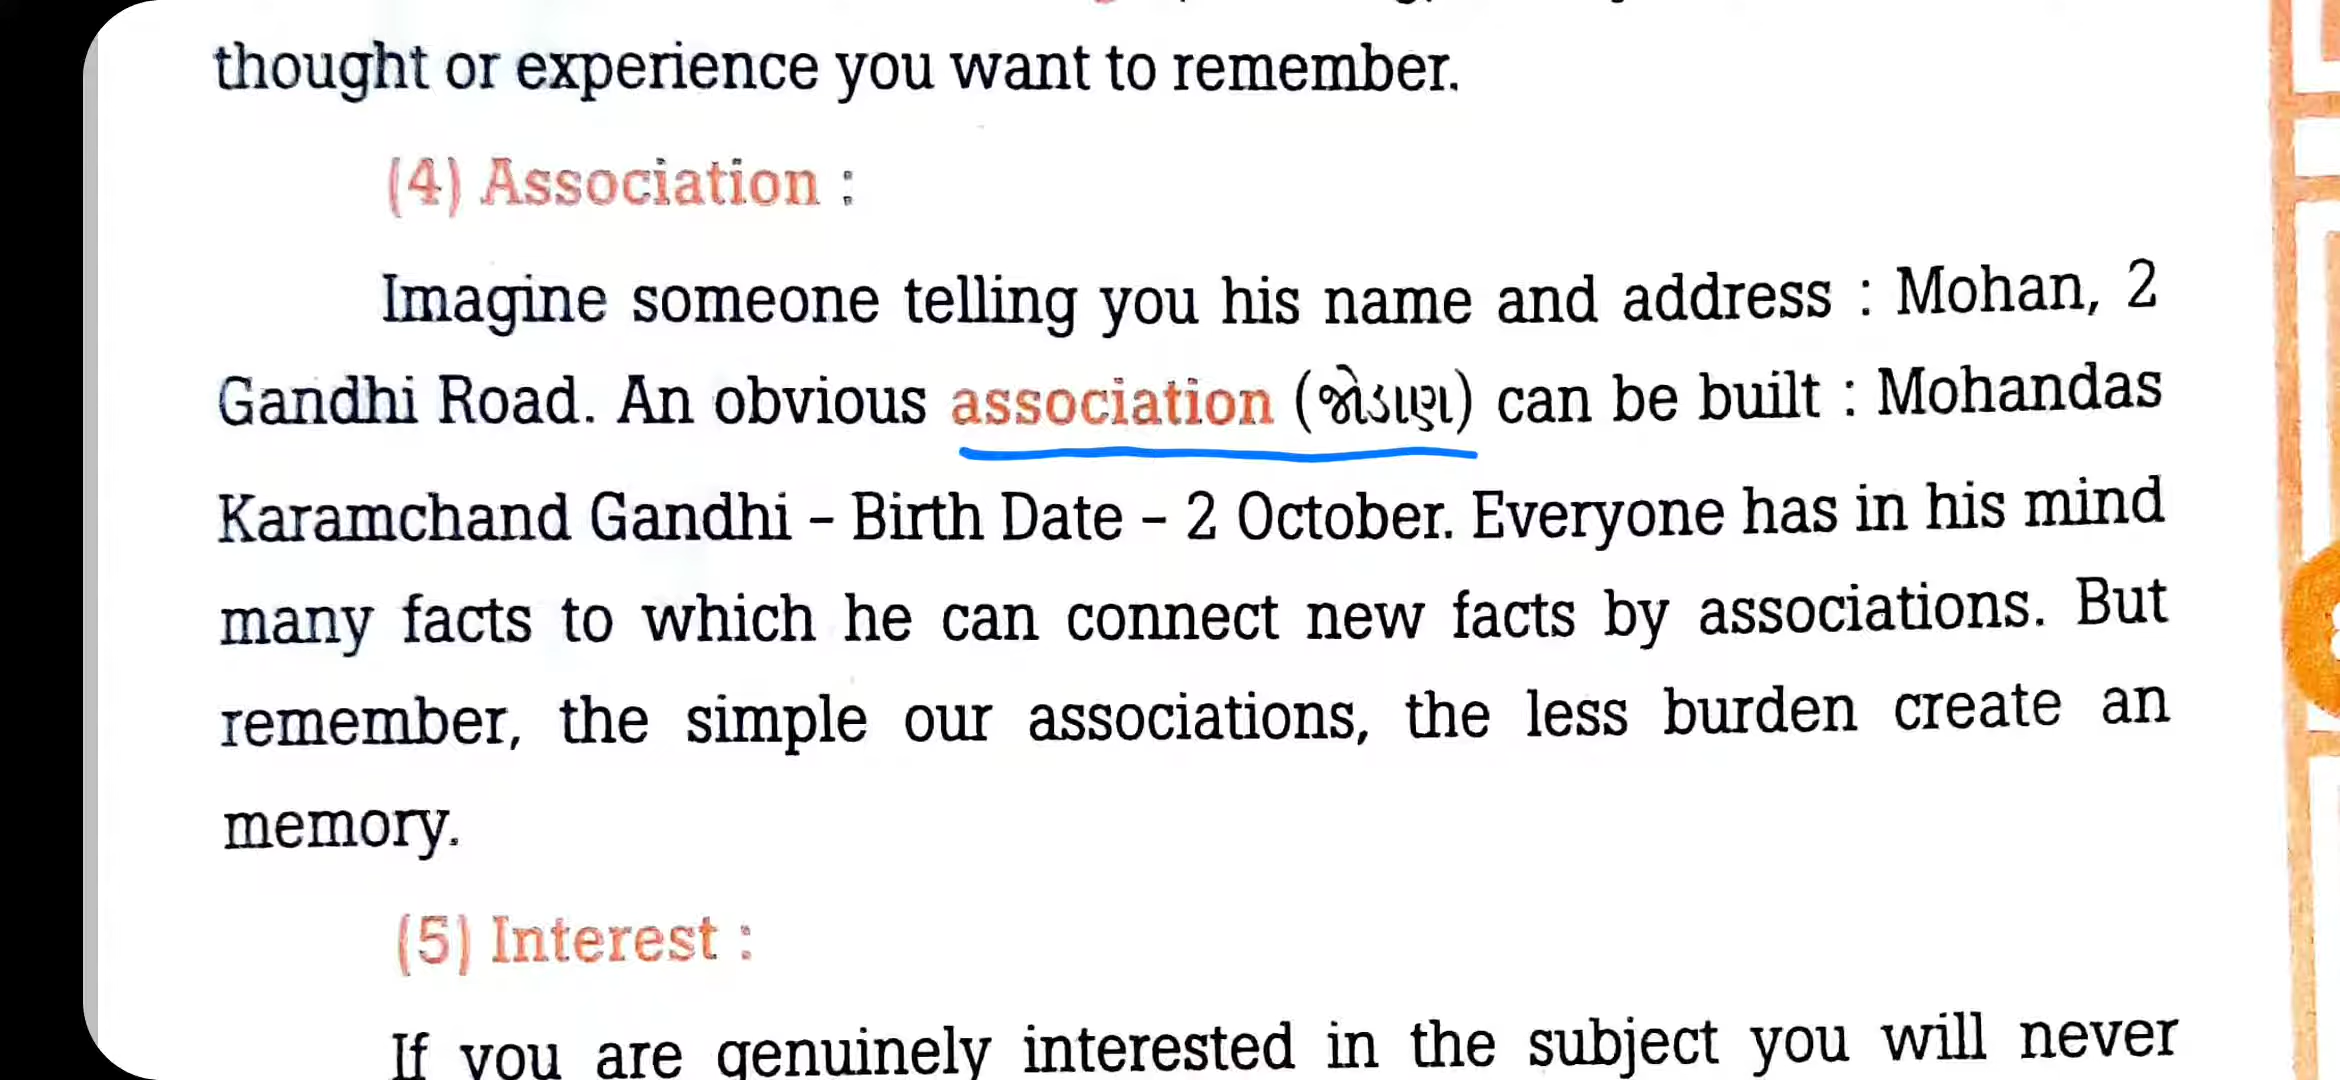 thought or experience you want to remember.
(4) Association :
Imagine someone telling you his name and address : Mohan, 2
Gandhi Road. An obvious association (જોડાણ) can be built : Mohandas
Karamchand Gandhi - Birth Date - 2 October. Everyone has in his mind
many facts to which he can connect new facts by associations. But
remember, the simple our associations, the less burden create an
memory.
(5) Interest :
If you are genuinely interested in the subject you will never